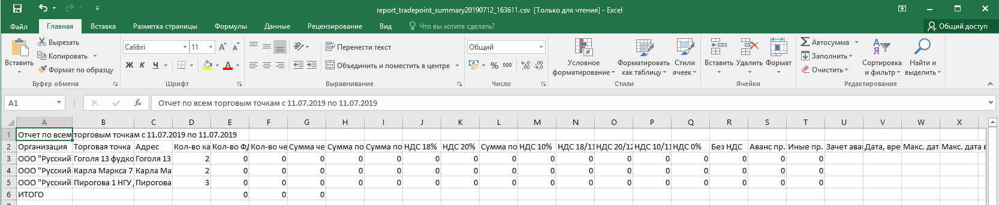 report_tradepoint_summary20190712_163611.csv [Только для чтения] - Excel
Файл Главная Вставка Разметка страницы Формулы Данные Рецензирование Вид Что вы хотите сделать? Общий доступ
Вставить Вырезать Копировать Формат по образцу
Calibri 11
Ж К Ч А
Перенести текст
Объединить и поместить в центре
Общий
% 000
Условное форматирование Форматировать как таблицу Стили ячеек
Вставить Удалить Формат
Автосумма Заполнить Очистить
Сортировка и фильтр Найти и выделить
Буфер обмена Шрифт Выравнивание Число Стили Ячейки Редактирование
A1 fx Отчет по всем торговым точкам с 11.07.2019 по 11.07.2019
A B C D E F G H I J K L M N O P Q R S T U V W X
1 Отчет по всем торговым точкам с 11.07.2019 по 11.07.2019
2 Организация Торговая точка Адрес Кол-во ка Кол-во ФД Кол-во че Сумма че Сумма по Сумма по НДС 18% НДС 20% Сумма по НДС 10% НДС 18/11 НДС 20/12 НДС 10/11 НДС 0% Без НДС Аванс пр. Иные пр. Зачет ава Дата, вре Макс. дат Макс. дата в
3 ООО "Русский Гоголя 13 фудко Гоголя 13 2 0 0 0 0 0 0 0 0 0 0 0 0 0 0 0 0
4 ООО "Русский Карла Маркса 7 Карла Ма 2 0 0 0 0 0 0 0 0 0 0 0 0 0 0 0 0
5 ООО "Русский Пирогова 1 НГУ Пирогова 3 0 0 0 0 0 0 0 0 0 0 0 0 0 0 0 0
6 ИТОГО 0 0 0